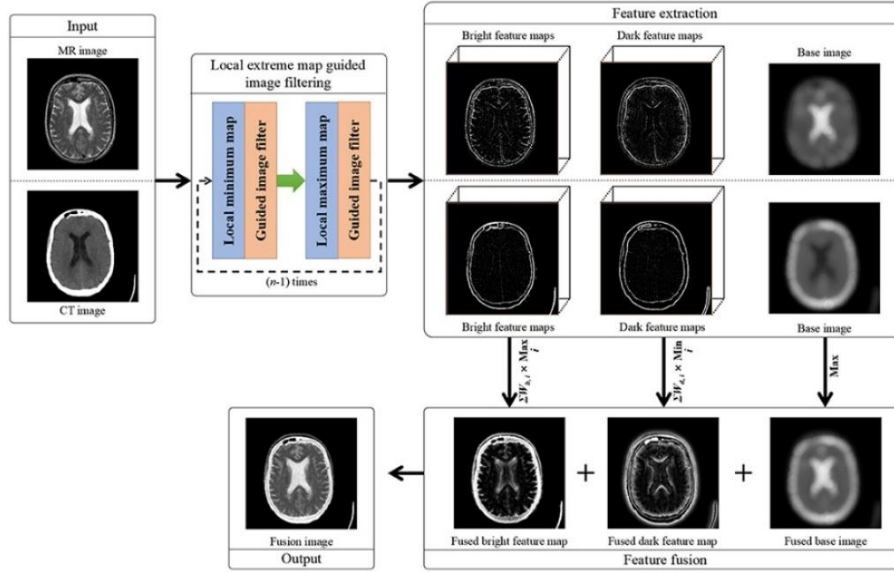 Input
MR image
CT image
Local extreme map guided
image filtering
Local minimum map
Guided image filter
Local maximum map
Guided image filter
(n-1) times
Feature extraction
Bright feature maps
Dark feature maps
Base image
Bright feature maps
Dark feature maps
Base image
ΣW b,i × Max
i
ΣW d,i × Min
i
Max
Fusion image
Output
Fused bright feature map
+
Fused dark feature map
+
Fused base image
Feature fusion